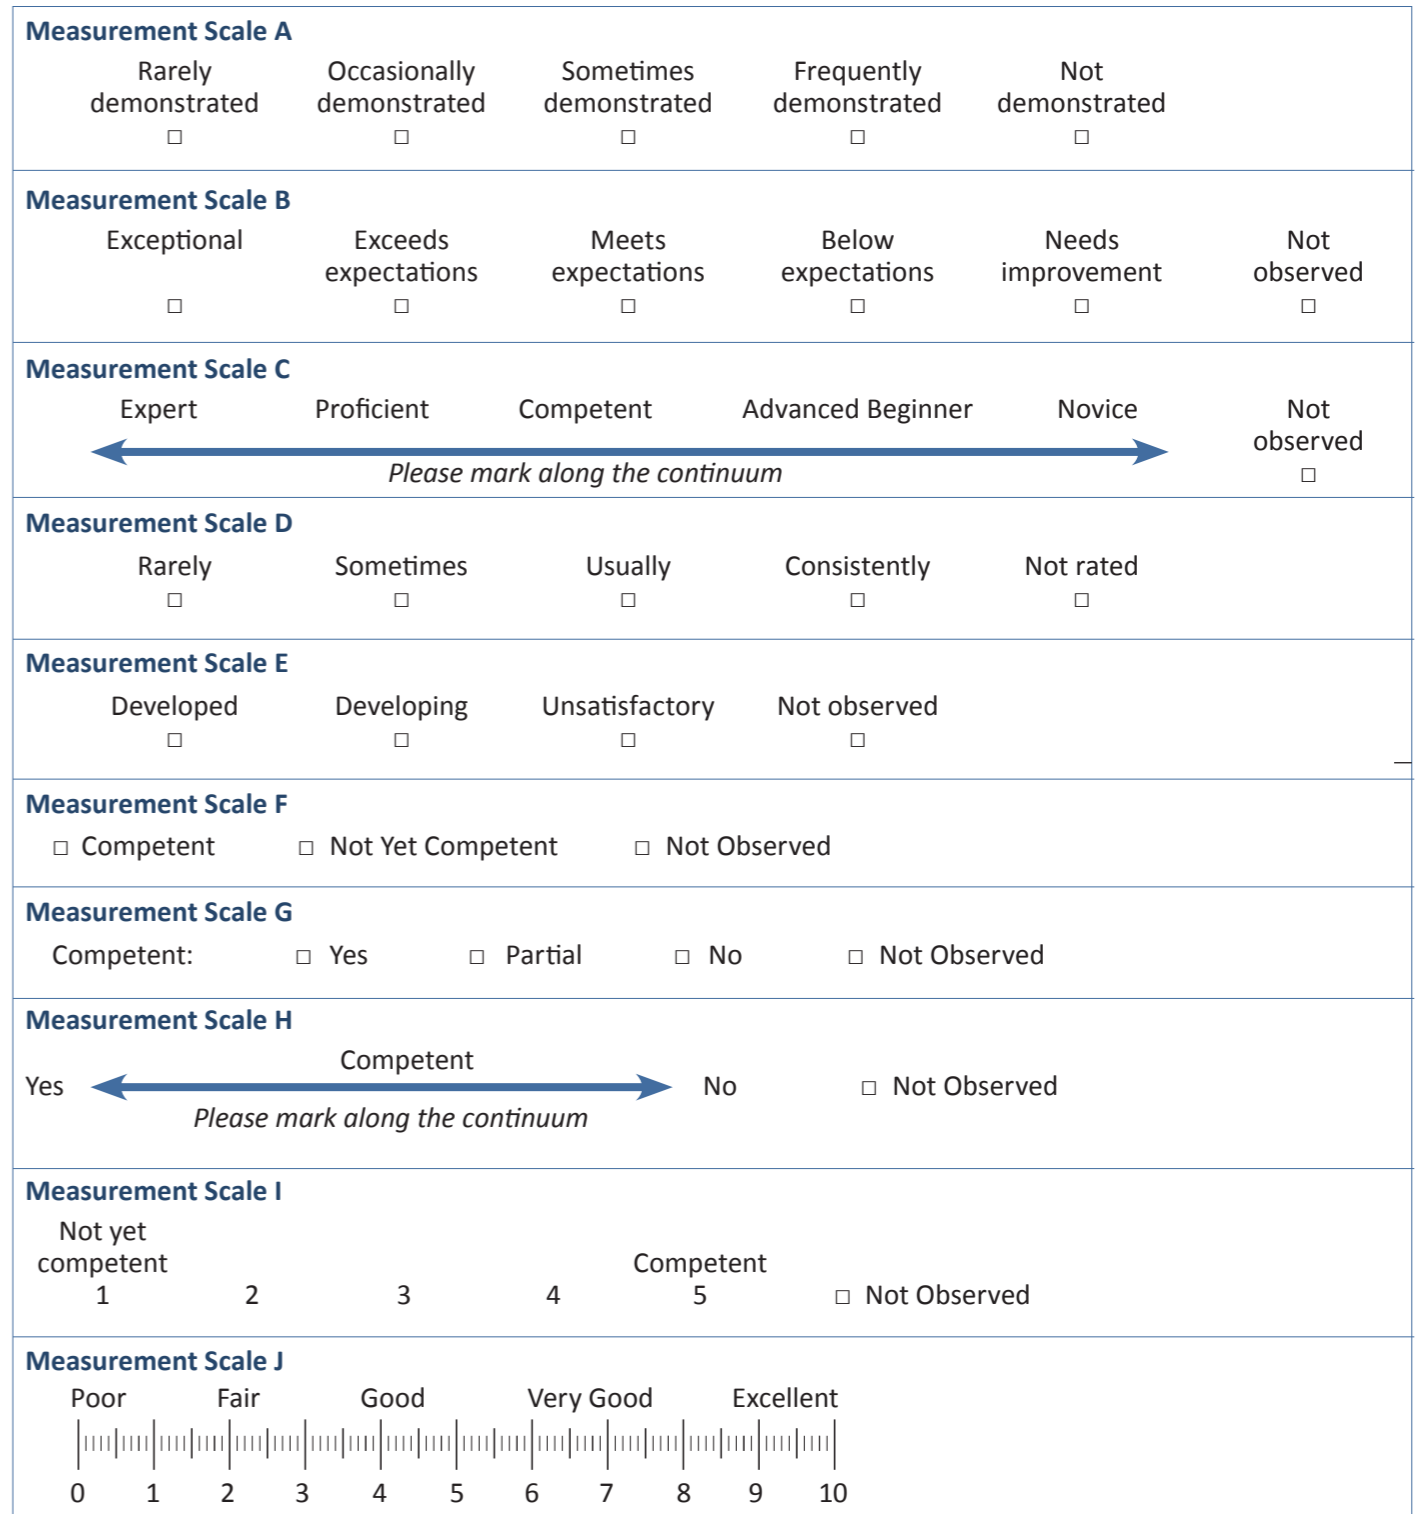 Measurement Scale A
Rarely Occasionally Sometimes Frequently Not
demonstrated demonstrated demonstrated demonstrated demonstrated
□ □ □ □ □
Measurement Scale B
Exceptional Exceeds Meets Below Needs Not
expectations expectations expectations improvement observed
□ □ □ □ □ □
Measurement Scale C
Expert Proficient Competent Advanced Beginner Novice Not
observed
Please mark along the continuum □
Measurement Scale D
Rarely Sometimes Usually Consistently Not rated
□ □ □ □ □
Measurement Scale E
Developed Developing Unsatisfactory Not observed
□ □ □ □
Measurement Scale F
□ Competent □ Not Yet Competent □ Not Observed
Measurement Scale G
Competent: □ Yes □ Partial □ No □ Not Observed
Measurement Scale H
Competent
Yes No □ Not Observed
Please mark along the continuum
Measurement Scale I
Not yet
competent Competent
1 2 3 4 5 □ Not Observed
Measurement Scale J
Poor Fair Good Very Good Excellent
0 1 2 3 4 5 6 7 8 9 10